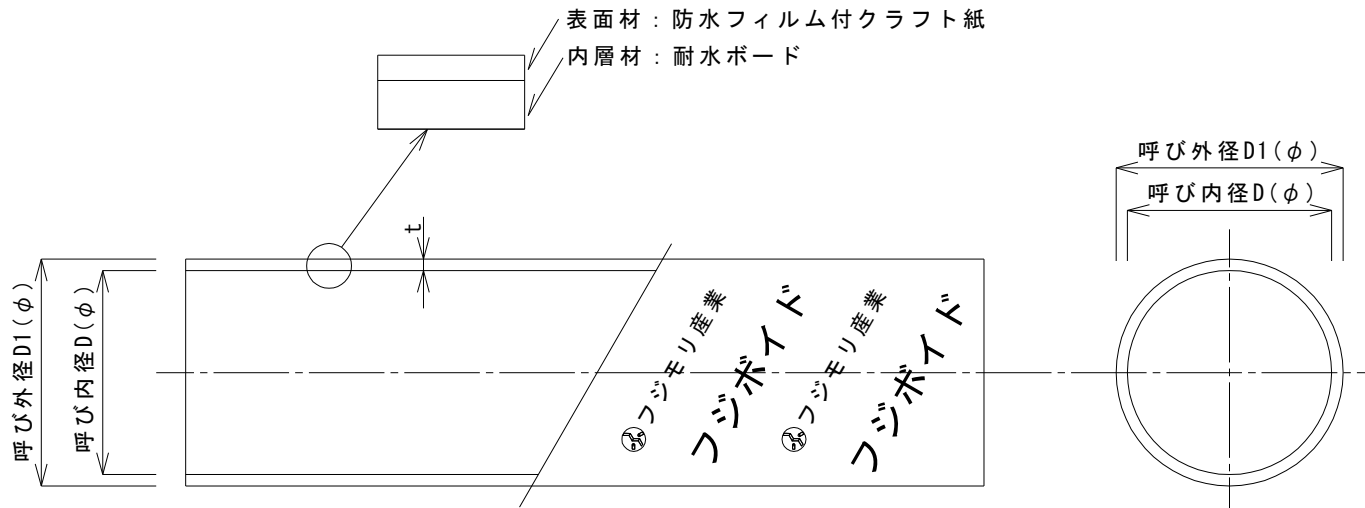 表面材：防水フィルム付クラフト紙
内層材：耐水ボード
呼び外径D1(φ)
呼び内径D(φ)
t
呼び外径D1(φ)
呼び内径D(φ)
フジモリ産業
フジボイド
フジモリ産業
フジボイド